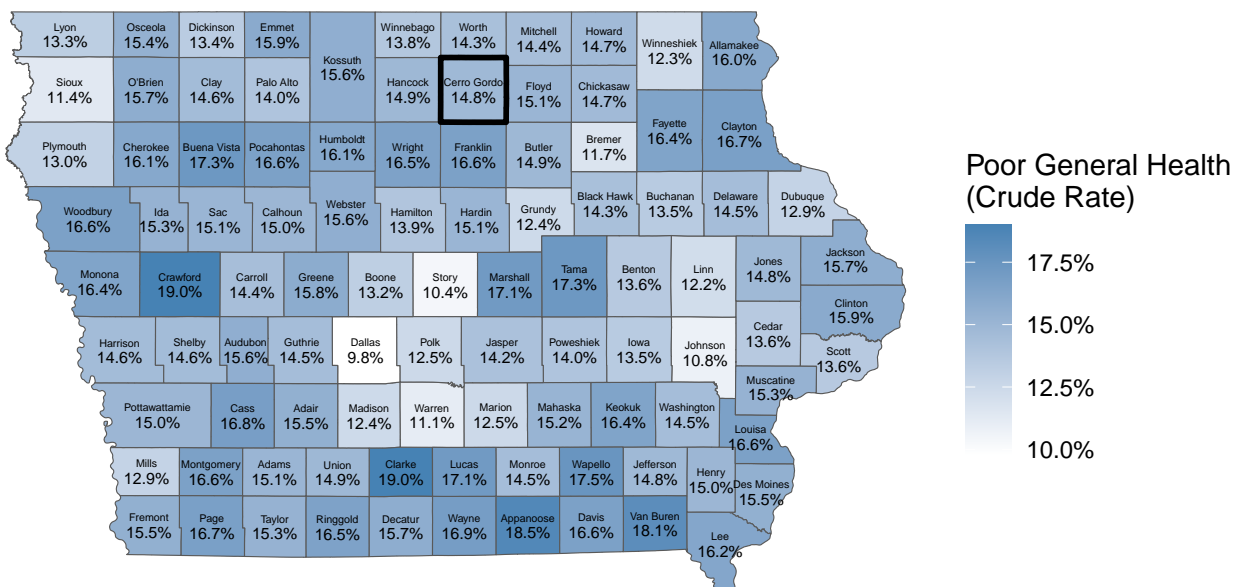 Lyon
13.3%
Osceola
15.4%
Dickinson
13.4%
Emmet
15.9%
Kossuth
15.6%
Winnebago
13.8%
Worth
14.3%
Mitchell
14.4%
Howard
14.7%
Winneshiek
12.3%
Allamakee
16.0%
Sioux
11.4%
O'Brien
15.7%
Clay
14.6%
Palo Alto
14.0%
Hancock
14.9%
Cerro Gordo
14.8%
Floyd
15.1%
Chickasaw
14.7%
Fayette
16.4%
Clayton
16.7%
Plymouth
13.0%
Cherokee
16.1%
Buena Vista
17.3%
Pocahontas
16.6%
Humboldt
16.1%
Wright
16.5%
Franklin
16.6%
Butler
14.9%
Bremer
11.7%
Woodbury
16.6%
Ida
15.3%
Sac
15.1%
Calhoun
15.0%
Webster
15.6%
Hamilton
13.9%
Hardin
15.1%
Grundy
12.4%
Black Hawk
14.3%
Buchanan
13.5%
Delaware
14.5%
Dubuque
12.9%
Monona
16.4%
Crawford
19.0%
Carroll
14.4%
Greene
15.8%
Boone
13.2%
Story
10.4%
Marshall
17.1%
Tama
17.3%
Benton
13.6%
Linn
12.2%
Jones
14.8%
Jackson
15.7%
Clinton
15.9%
Harrison
14.6%
Shelby
14.6%
Audubon
15.6%
Guthrie
14.5%
Dallas
9.8%
Polk
12.5%
Jasper
14.2%
Poweshiek
14.0%
Iowa
13.5%
Johnson
10.8%
Cedar
13.6%
Scott
13.6%
Muscatine
15.3%
Pottawattamie
15.0%
Cass
16.8%
Adair
15.5%
Madison
12.4%
Warren
11.1%
Marion
12.5%
Mahaska
15.2%
Keokuk
16.4%
Washington
14.5%
Louisa
16.6%
Mills
12.9%
Montgomery
16.6%
Adams
15.1%
Union
14.9%
Clarke
19.0%
Lucas
17.1%
Monroe
14.5%
Wapello
17.5%
Jefferson
14.8%
Henry
15.0%
Des Moines
15.5%
Fremont
15.5%
Page
16.7%
Taylor
15.3%
Ringgold
16.5%
Decatur
15.7%
Wayne
16.9%
Appanoose
18.5%
Davis
16.6%
Van Buren
18.1%
Lee
16.2%
Poor General Health
(Crude Rate)
17.5%
15.0%
12.5%
10.0%